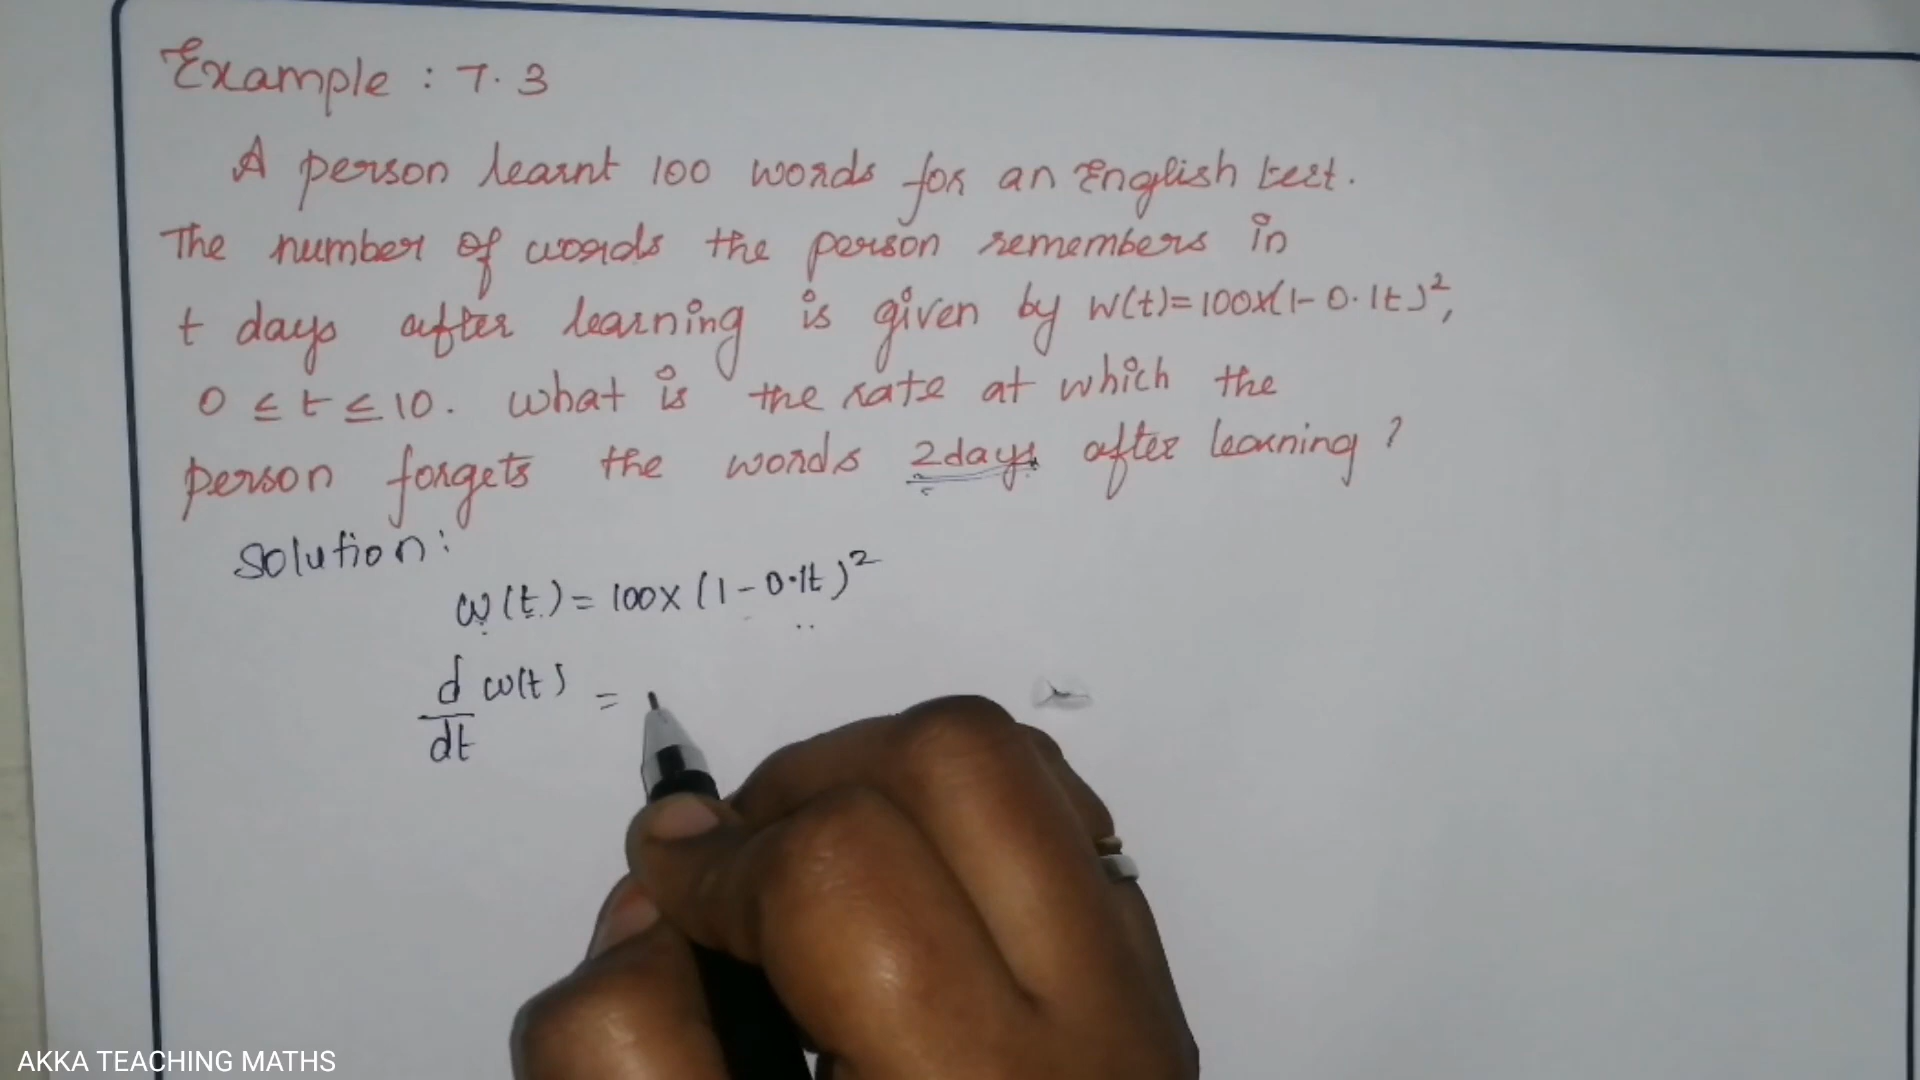 Example : 7.3
A person learnt 100 words for an English test.
The number of words the person remembers in
t days after learning is given by W(t)=100x(1-0.1t)²,
0 ≤ t ≤ 10. what is the rate at which the
person forgets the words 2days after learning ?
Solution:
w(t) = 100x (1-0.1t)²
d/dt w(t) =
AKKA TEACHING MATHS